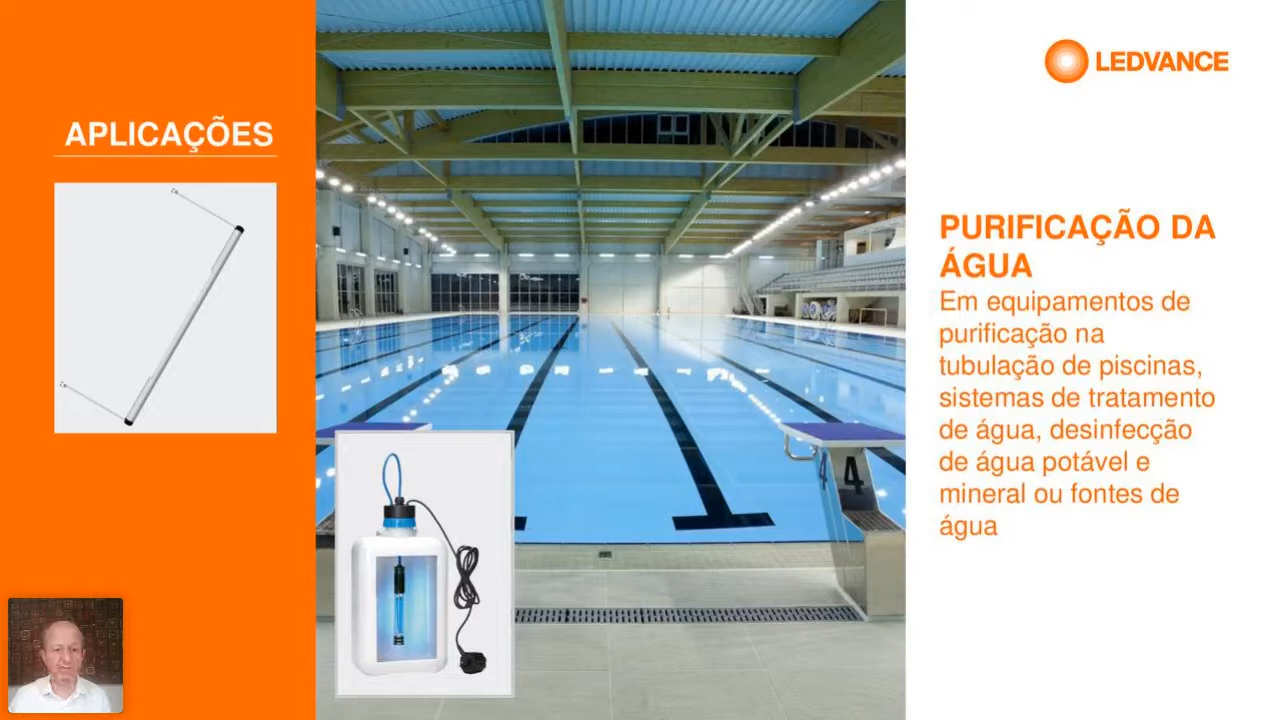 APLICAÇÕES
LEDVANCE
PURIFICAÇÃO DA
ÁGUA
Em equipamentos de
purificação na
tubulação de piscinas,
sistemas de tratamento
de água, desinfecção
de água potável e
mineral ou fontes de
água
4